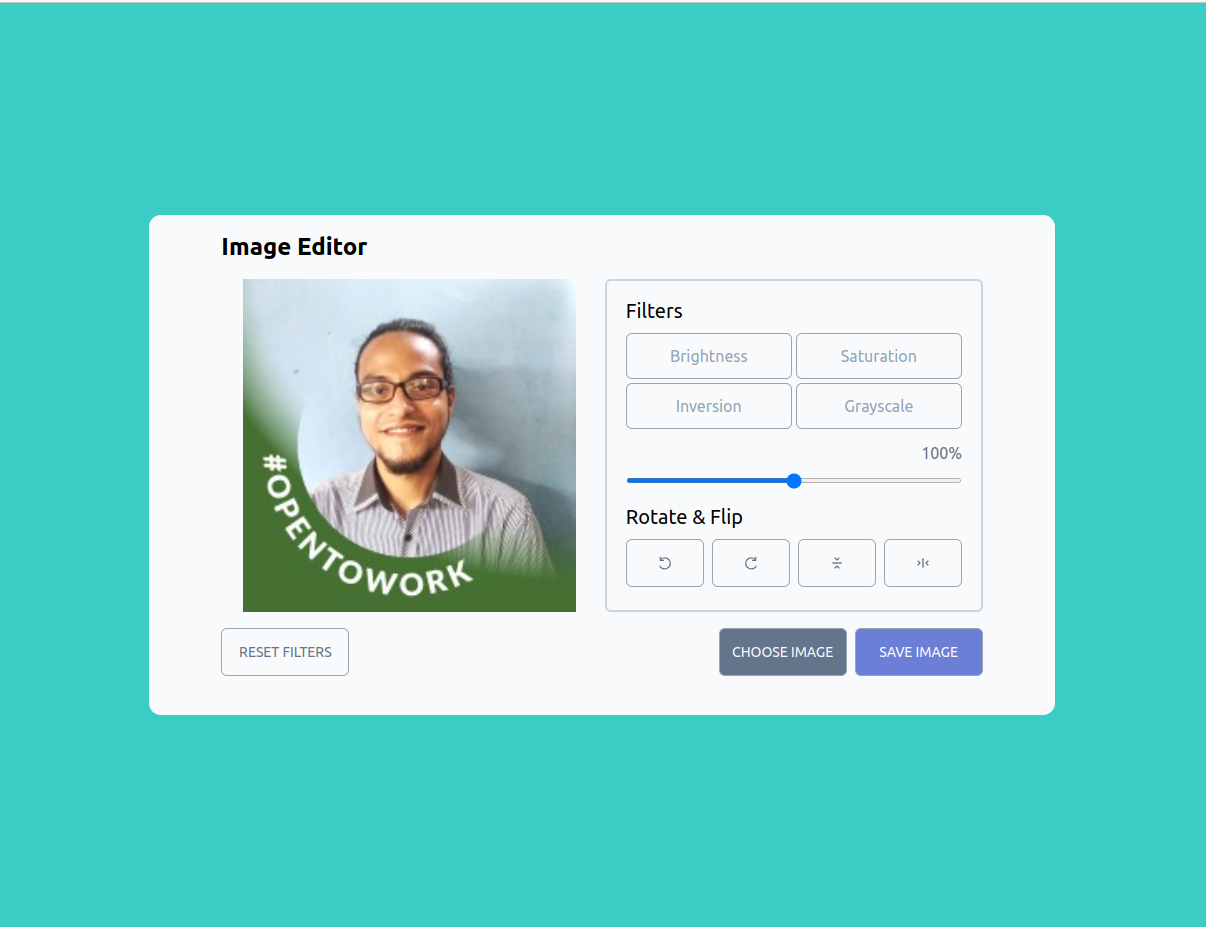 Image Editor
#OPENTOWORK
Filters
Brightness
Saturation
Inversion
Grayscale
100%
Rotate & Flip
RESET FILTERS
CHOOSE IMAGE
SAVE IMAGE